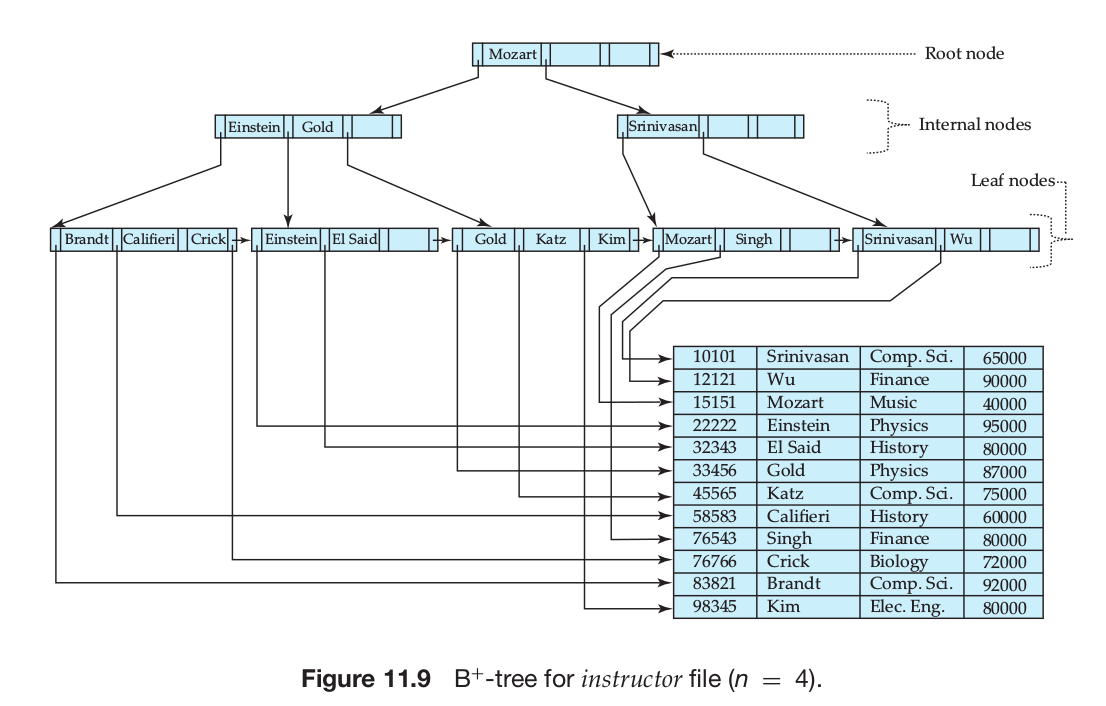 Mozart
Root node
Einstein Gold
Srinivasan
Internal nodes
Leaf nodes
Brandt Califieri Crick
Einstein El Said
Gold Katz Kim
Mozart Singh
Srinivasan Wu
10101 Srinivasan Comp. Sci. 65000
12121 Wu Finance 90000
15151 Mozart Music 40000
22222 Einstein Physics 95000
32343 El Said History 80000
33456 Gold Physics 87000
45565 Katz Comp. Sci. 75000
58583 Califieri History 60000
76543 Singh Finance 80000
76766 Crick Biology 72000
83821 Brandt Comp. Sci. 92000
98345 Kim Elec. Eng. 80000
Figure 11.9 B+-tree for instructor file (n = 4).